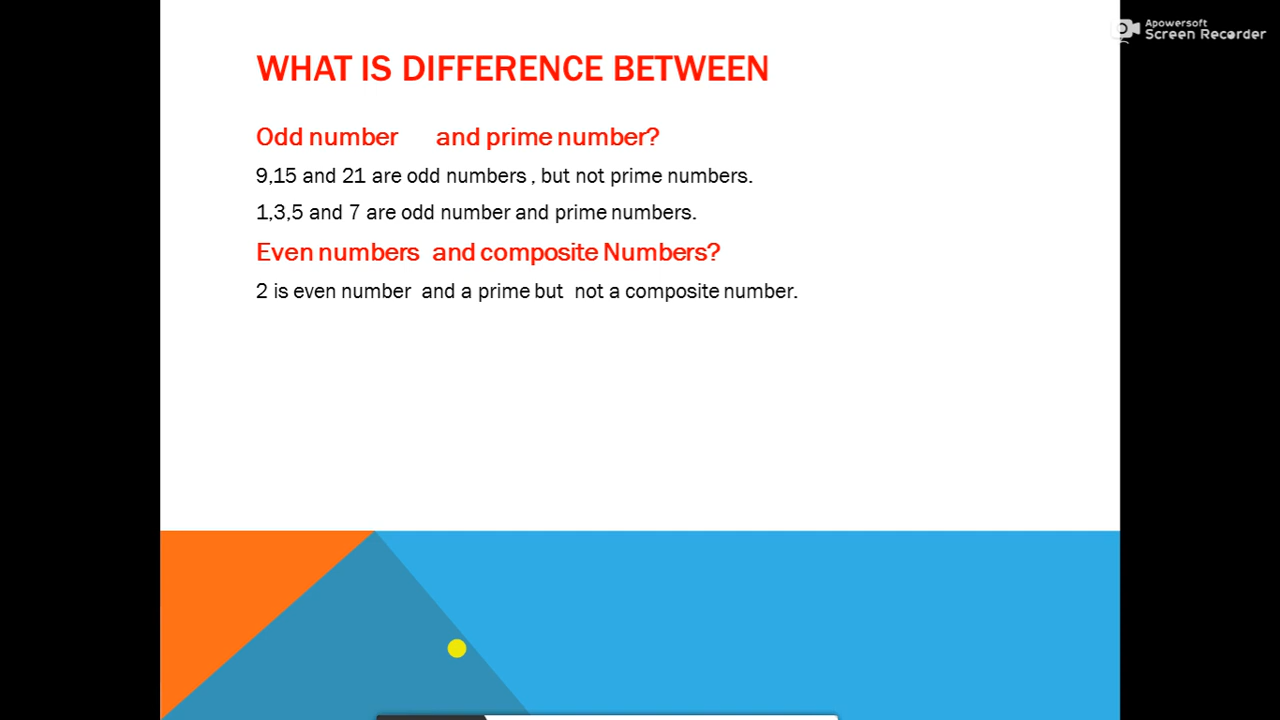 Apowersoft
Screen Recorder
WHAT IS DIFFERENCE BETWEEN
Odd number and prime number?
9,15 and 21 are odd numbers , but not prime numbers.
1,3,5 and 7 are odd number and prime numbers.
Even numbers and composite Numbers?
2 is even number and a prime but not a composite number.